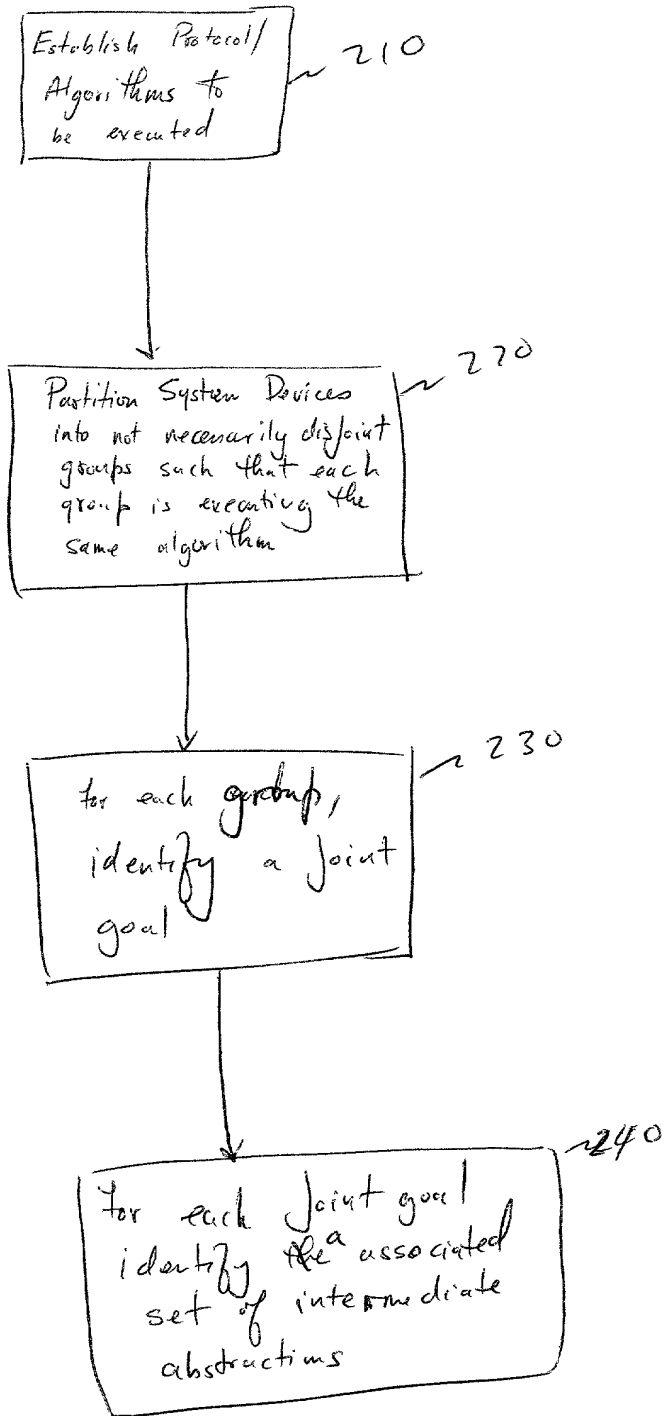 Establish Protocol/
Algorithms to
be executed
210
Partition System Devices
into not necessarily disjoint
groups such that each
group is executing the
same algorithm
220
for each group,
identify a joint
goal
230
for each joint goal
identify a associated
set of intermediate
abstractions
240